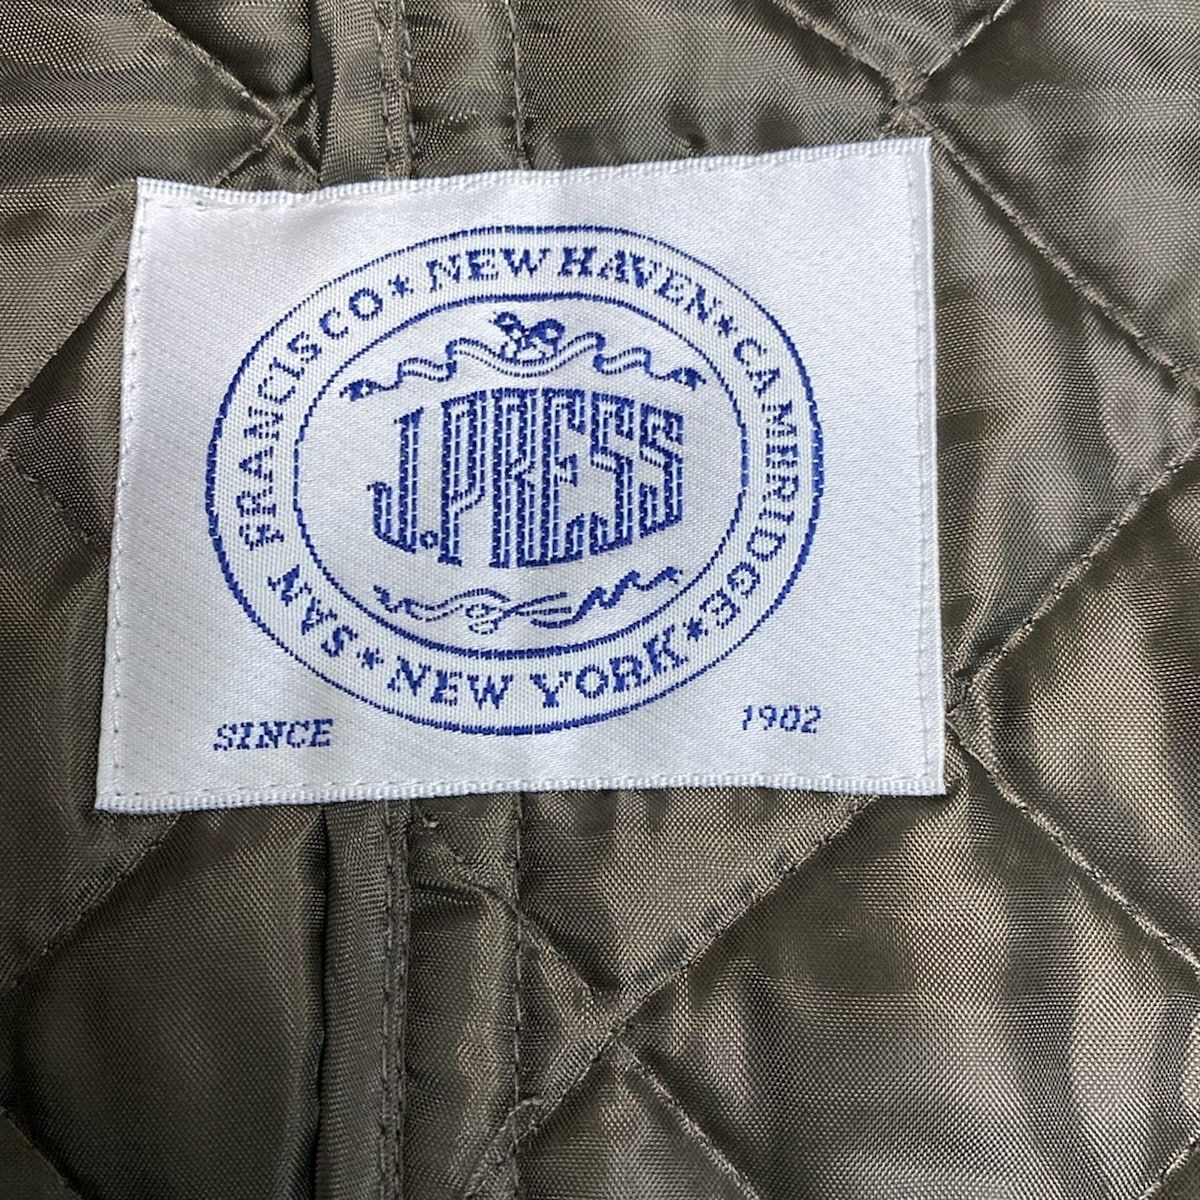 SAN FRANCISCO * NEW HAVEN * CAMBRIDGE *
J. PRESS
* NEW YORK *
SINCE 1902